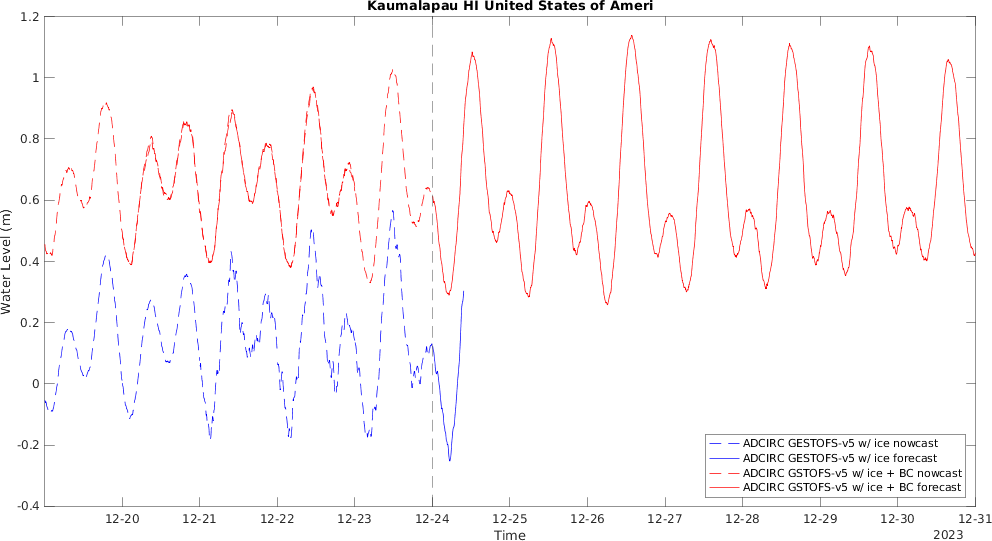 Kaumalapau HI United States of Ameri
1.2
1
0.8
0.6
0.4
0.2
0
-0.2
-0.4
Water Level (m)
ADCIRC GESTOFS-v5 w/ ice nowcast
ADCIRC GESTOFS-v5 w/ ice forecast
ADCIRC GSTOFS-v5 w/ ice + BC nowcast
ADCIRC GSTOFS-v5 w/ ice + BC forecast
12-20 12-21 12-22 12-23 12-24 12-25 12-26 12-27 12-28 12-29 12-30 12-31
Time
2023